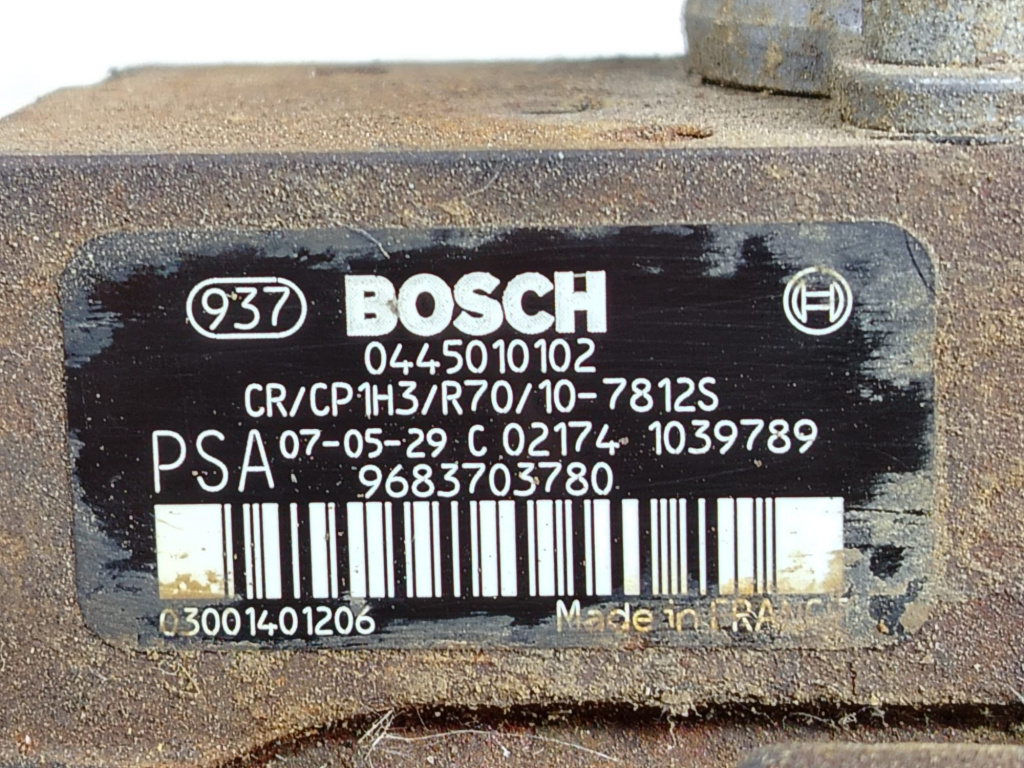 937 BOSCH
0445010102
CR/CP1H3/R70/10-7812S
PSA 07-05-29 C 02174 1039789
9683703780
03001401206 Made in FRANCE